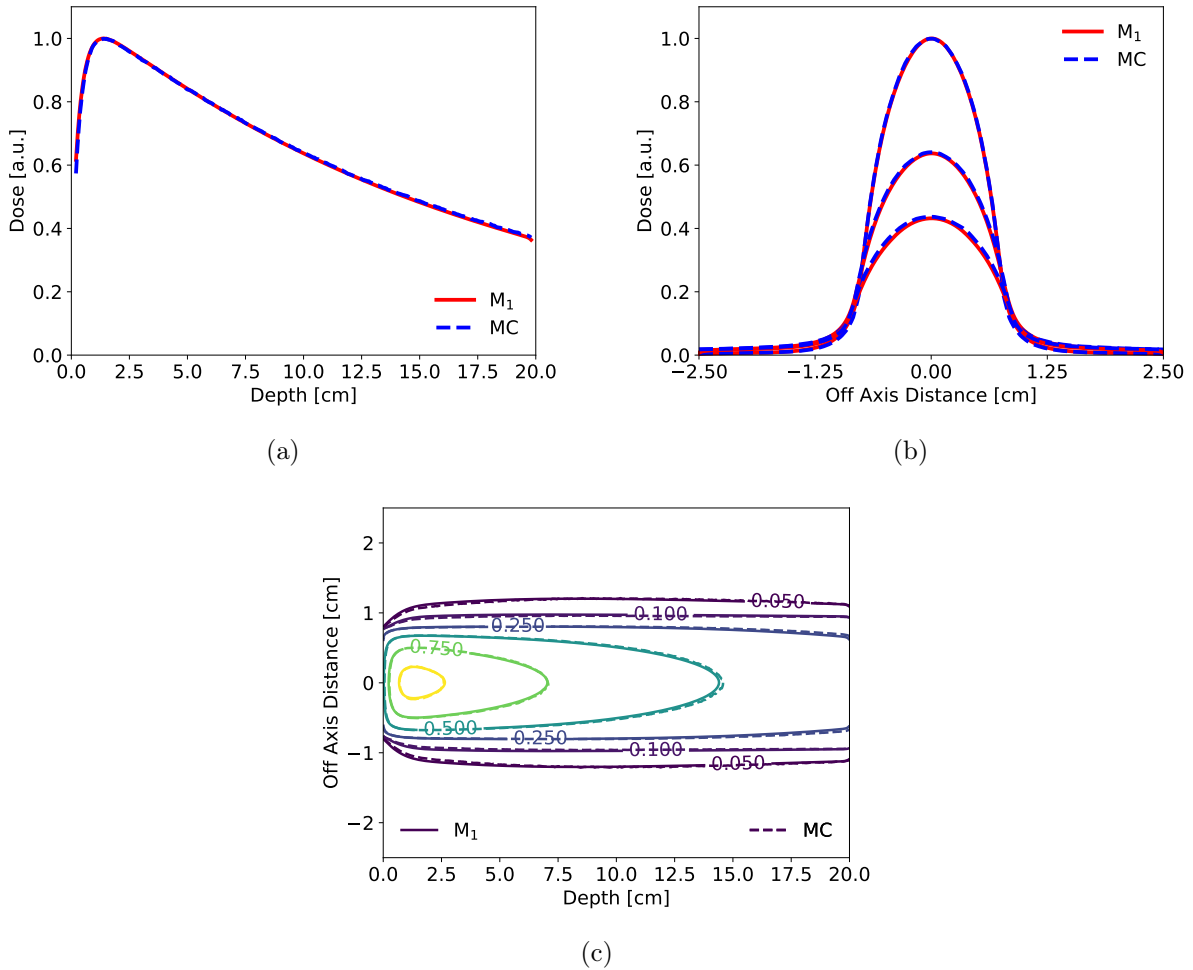 1.0
0.8
0.6
0.4
0.2
0.0
Dose [a.u.]
M₁
MC
0.0 2.5 5.0 7.5 10.0 12.5 15.0 17.5 20.0
Depth [cm]
(a)
1.0
0.8
0.6
0.4
0.2
0.0
Dose [a.u.]
M₁
MC
−2.50 −1.25 0.00 1.25 2.50
Off Axis Distance [cm]
(b)
2
1
0
−1
−2
Off Axis Distance [cm]
0.050
0.100
0.250
0.750
0.500
0.250
0.100
0.050
M₁
MC
0.0 2.5 5.0 7.5 10.0 12.5 15.0 17.5 20.0
Depth [cm]
(c)